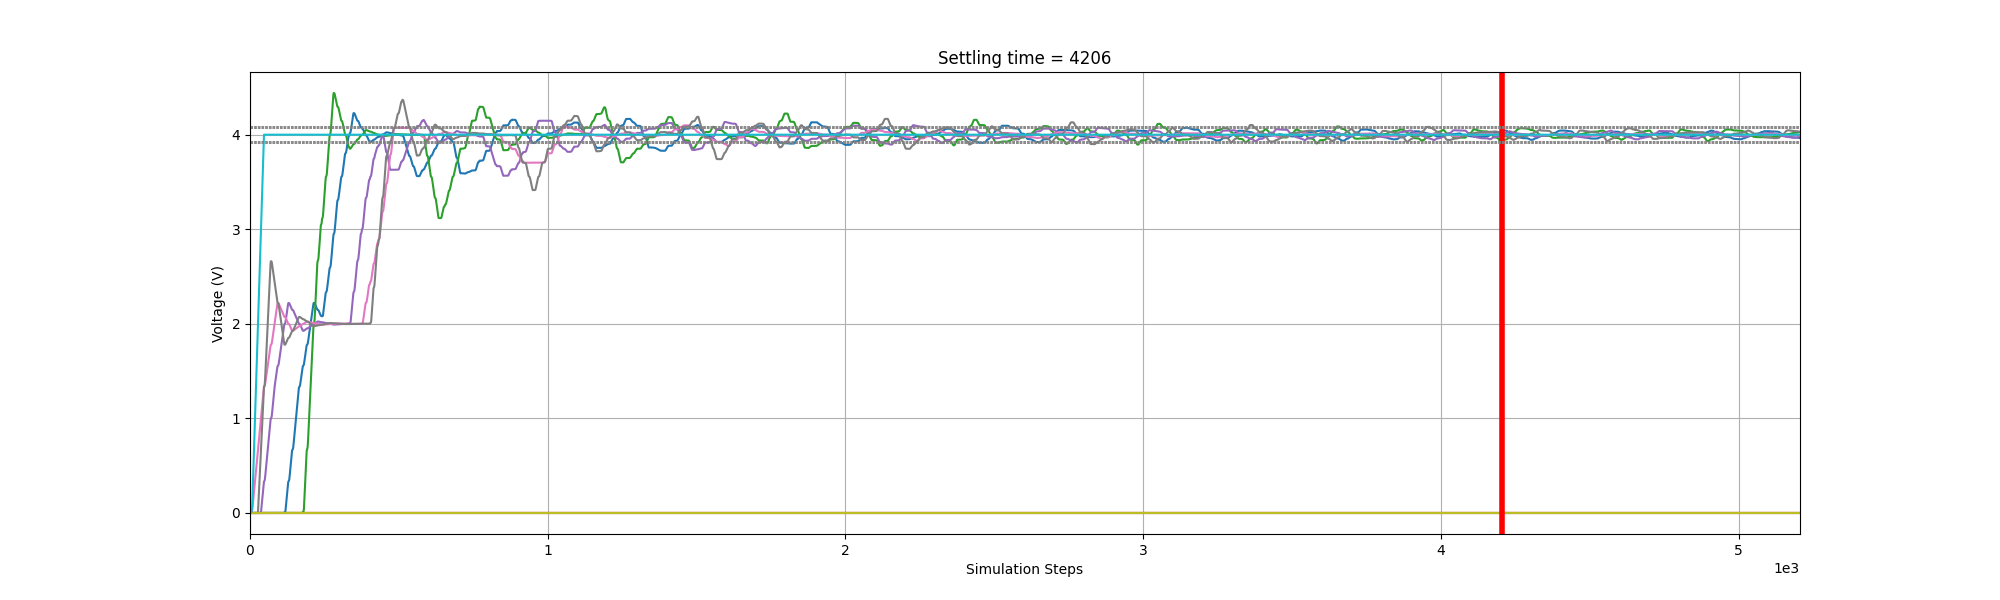 Settling time = 4206
Voltage (V)
4
3
2
1
0
0 1 2 3 4 5
Simulation Steps
1e3